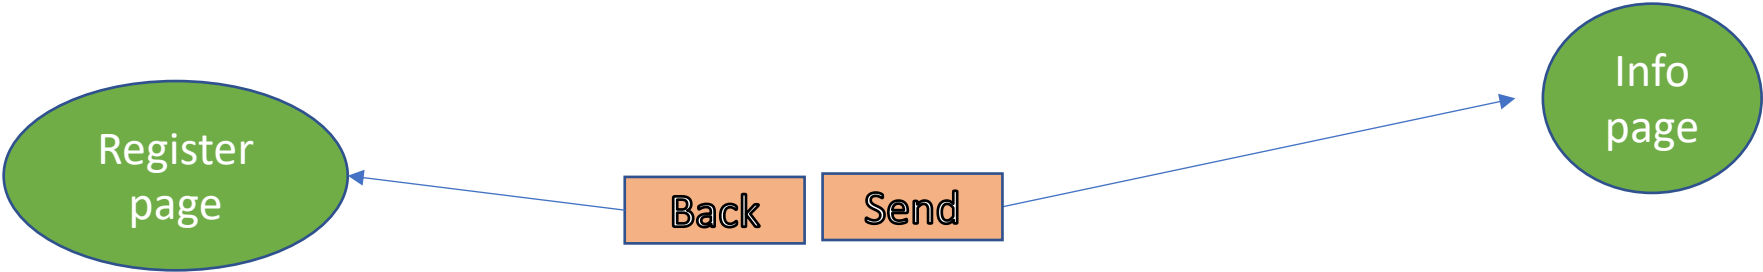 Register
page
Back
Send
Info
page